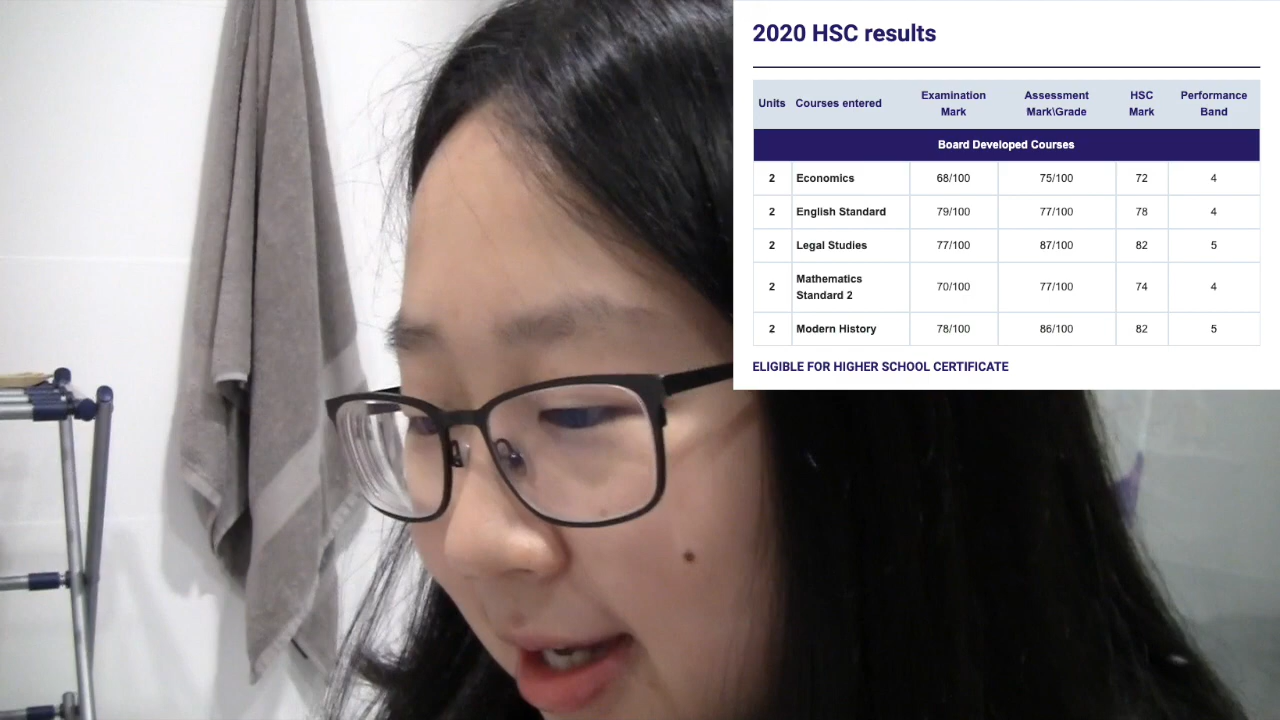 2020 HSC results
Units Courses entered Examination Mark Assessment Mark\Grade HSC Mark Performance Band
Board Developed Courses
2 Economics 68/100 75/100 72 4
2 English Standard 79/100 77/100 78 4
2 Legal Studies 77/100 87/100 82 5
2 Mathematics Standard 2 70/100 77/100 74 4
2 Modern History 78/100 86/100 82 5
ELIGIBLE FOR HIGHER SCHOOL CERTIFICATE